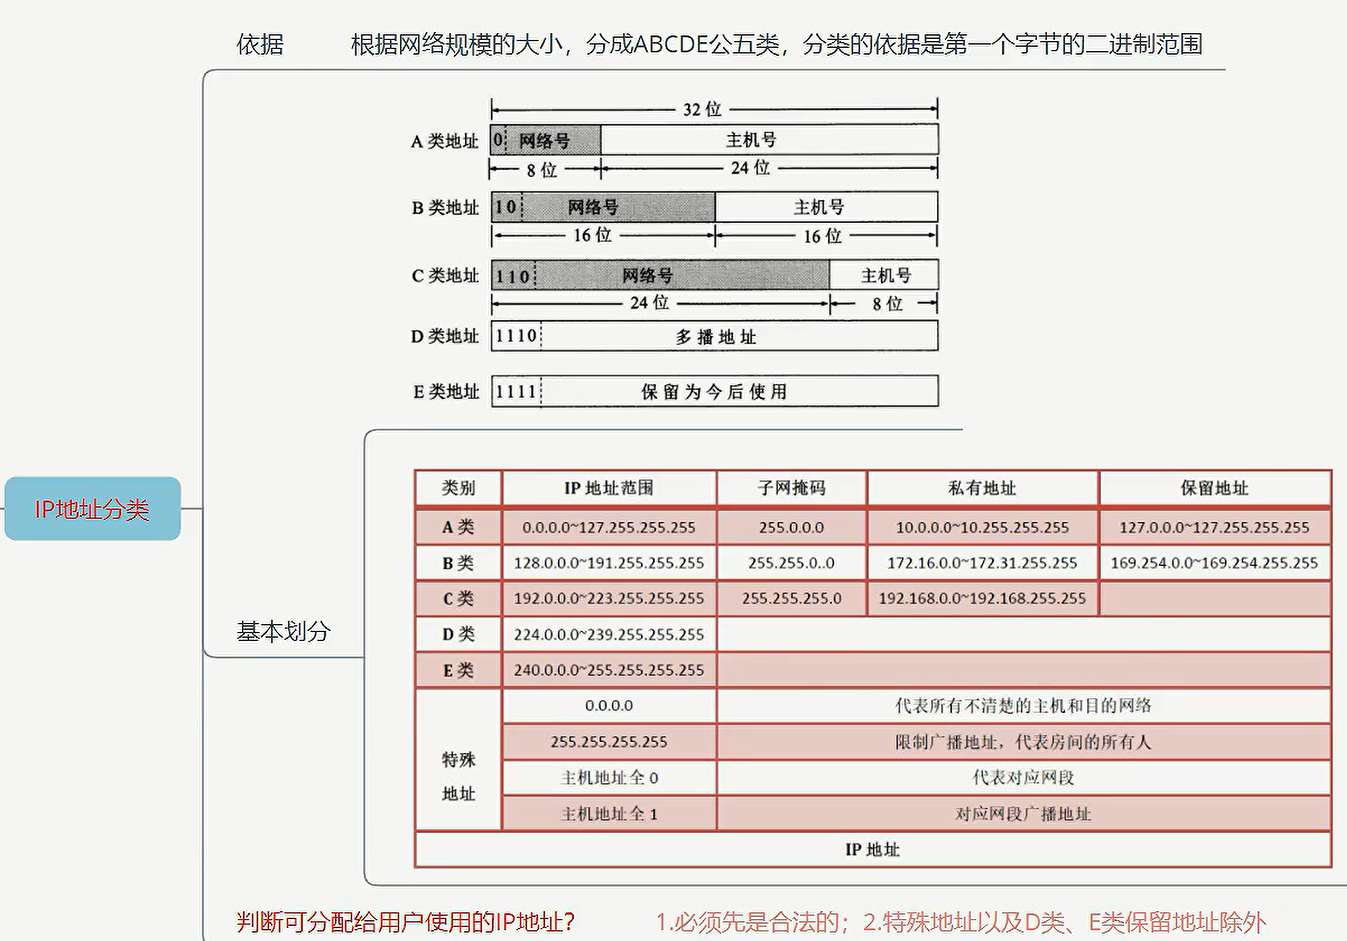 依据 根据网络规模的大小，分成ABCDE公五类，分类的依据是第一个字节的二进制范围
32 位
A 类地址 0 网络号 主机号
8 位 24 位
B 类地址 10 网络号 主机号
16 位 16 位
C 类地址 110 网络号 主机号
24 位 8 位
D 类地址 1110 多播地址
E 类地址 1111 保留为今后使用
IP地址分类
基本划分
类别 IP 地址范围 子网掩码 私有地址 保留地址
A 类 0.0.0.0~127.255.255.255 255.0.0.0 10.0.0.0~10.255.255.255 127.0.0.0~127.255.255.255
B 类 128.0.0.0~191.255.255.255 255.255.0..0 172.16.0.0~172.31.255.255 169.254.0.0~169.254.255.255
C 类 192.0.0.0~223.255.255.255 255.255.255.0 192.168.0.0~192.168.255.255
D 类 224.0.0.0~239.255.255.255
E 类 240.0.0.0~255.255.255.255
特殊地址
0.0.0.0 代表所有不清楚的主机和目的网络
255.255.255.255 限制广播地址，代表房间的所有人
主机地址全 0 代表对应网段
主机地址全 1 对应网段广播地址
IP 地址
判断可分配给用户使用的IP地址？ 1.必须先是合法的；2.特殊地址以及D类、E类保留地址除外